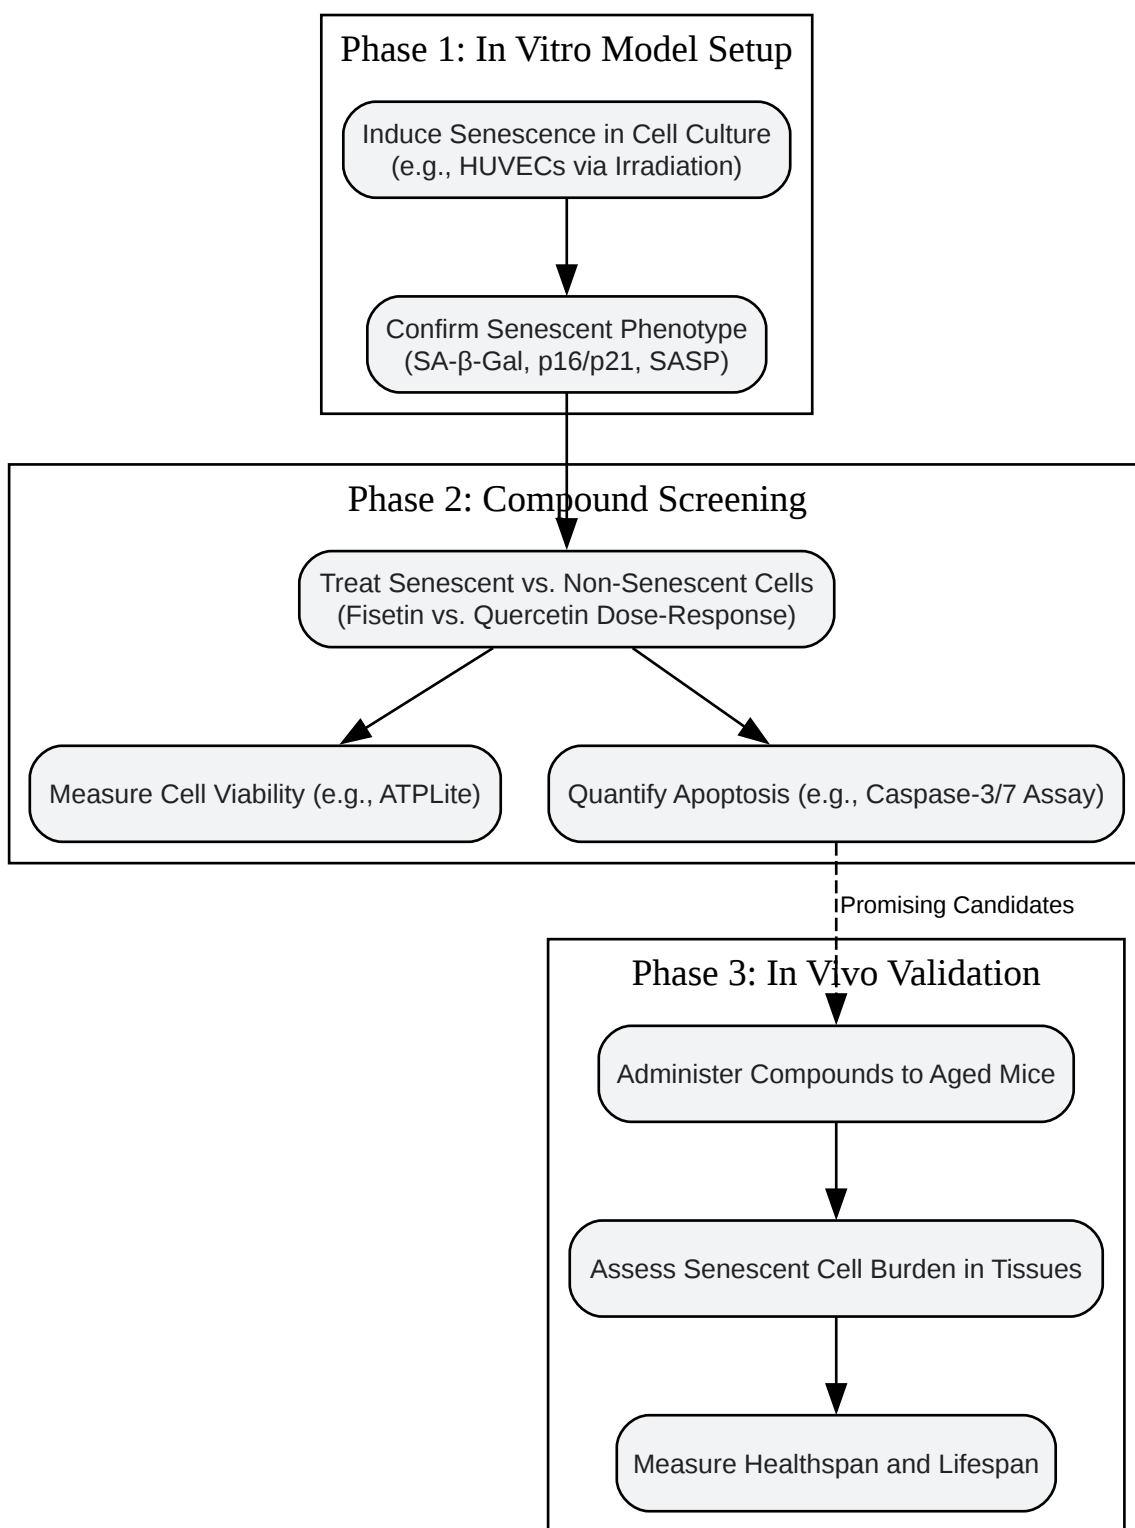 Phase 1: In Vitro Model Setup
Induce Senescence in Cell Culture
(e.g., HUVECs via Irradiation)
Confirm Senescent Phenotype
(SA-β-Gal, p16/p21, SASP)
Phase 2: Compound Screening
Treat Senescent vs. Non-Senescent Cells
(Fisetin vs. Quercetin Dose-Response)
Measure Cell Viability (e.g., ATPLite)
Quantify Apoptosis (e.g., Caspase-3/7 Assay)
Promising Candidates
Phase 3: In Vivo Validation
Administer Compounds to Aged Mice
Assess Senescent Cell Burden in Tissues
Measure Healthspan and Lifespan